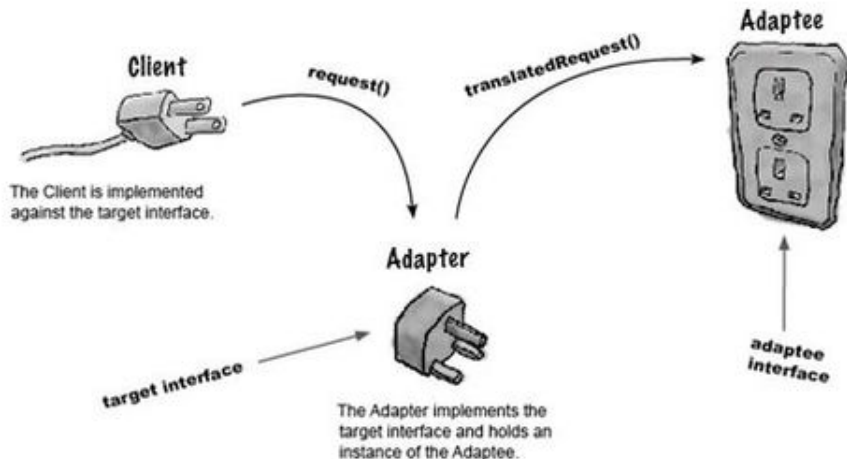 Adaptee
Client
request()
translatedRequest()
The Client is implemented
against the target interface.
Adapter
target interface
adaptee
interface
The Adapter implements the
target interface and holds an
instance of the Adaptee.